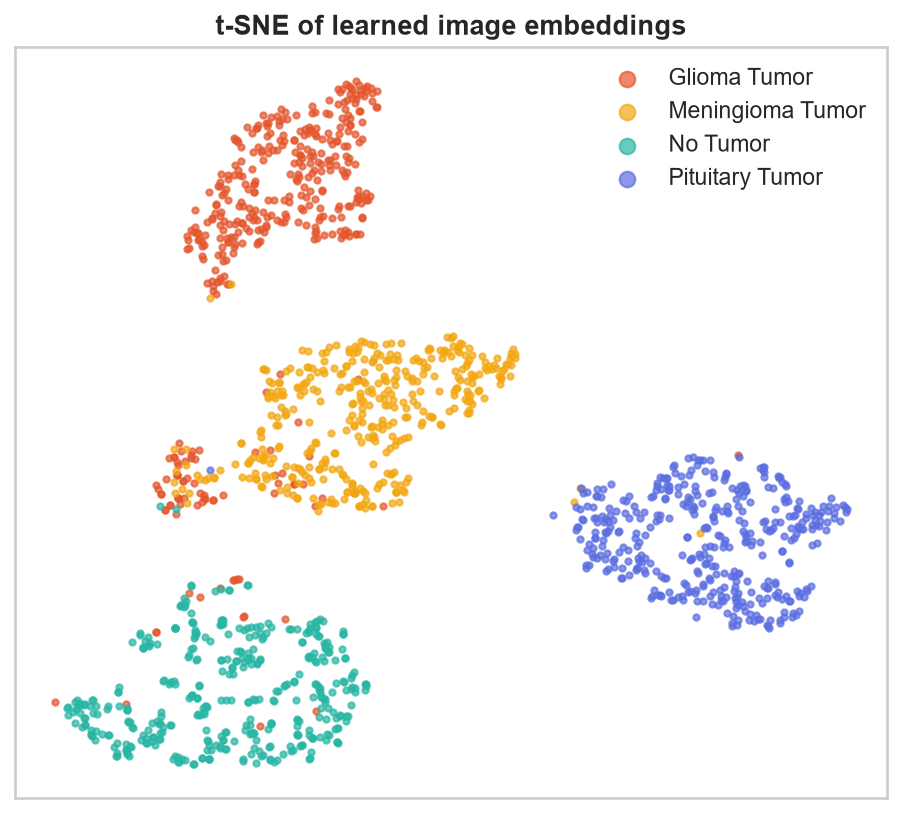 t-SNE of learned image embeddings
Glioma Tumor
Meningioma Tumor
No Tumor
Pituitary Tumor